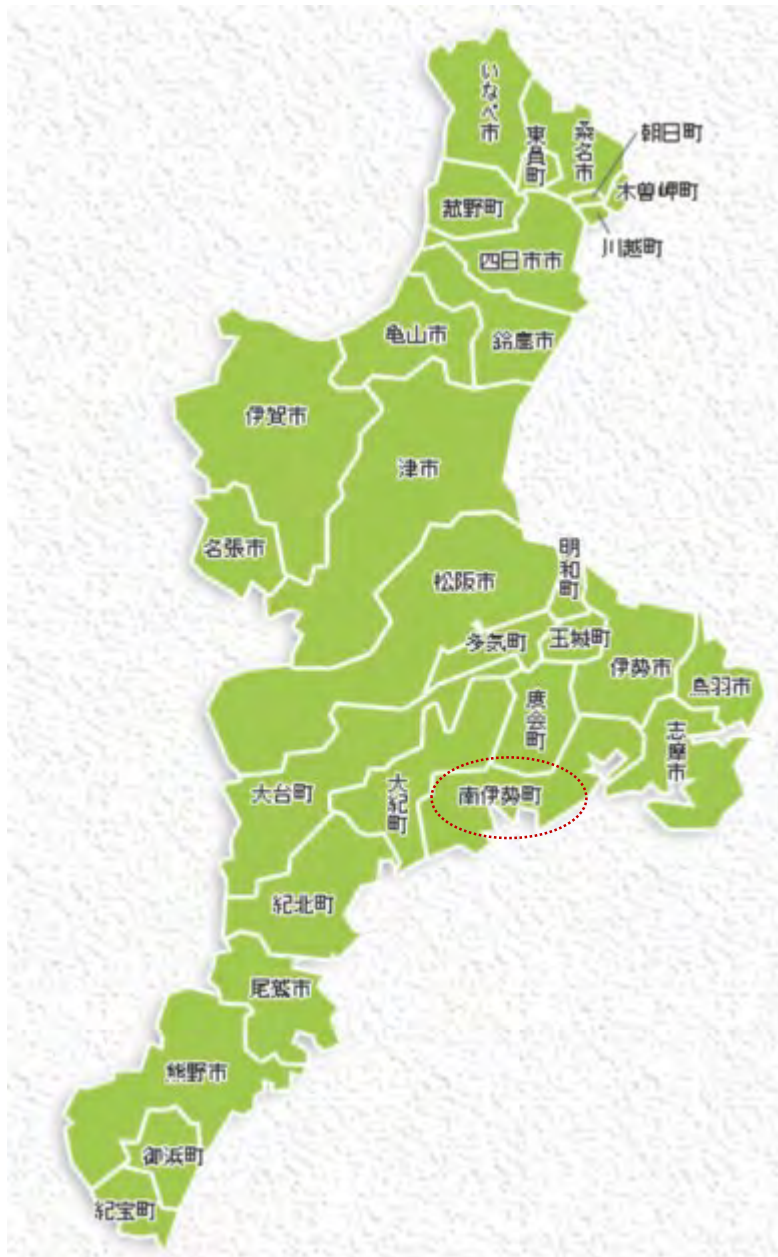 いなべ市
東員町
桑名市
朝日町
木曽岬町
菰野町
川越町
四日市市
亀山市
鈴鹿市
伊賀市
津市
名張市
明和町
松阪市
多気町
玉城町
伊勢市
鳥羽市
度会町
志摩市
大台町
大紀町
南伊勢町
紀北町
尾鷲市
熊野市
御浜町
紀宝町